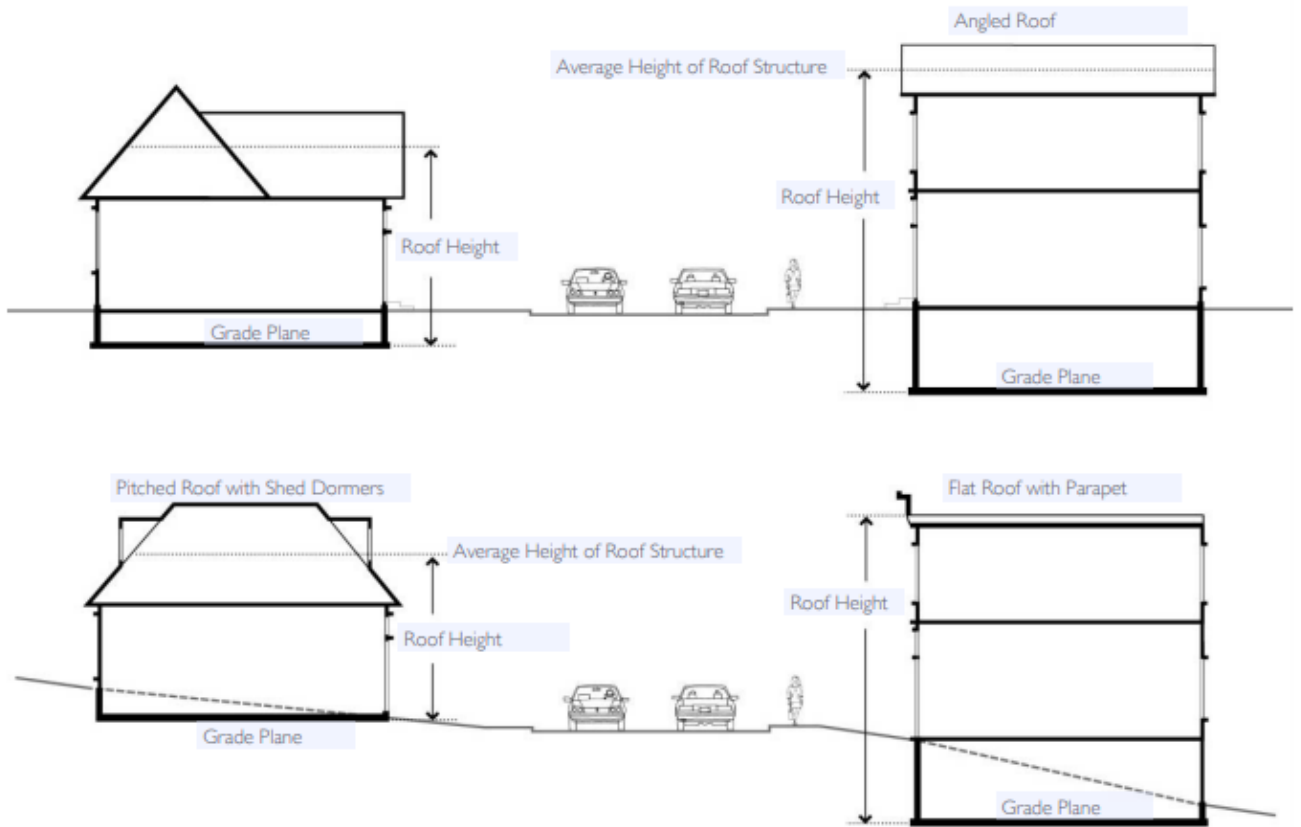 Angled Roof
Average Height of Roof Structure
Roof Height
Roof Height
Grade Plane
Grade Plane
Pitched Roof with Shed Dormers
Flat Roof with Parapet
Average Height of Roof Structure
Roof Height
Roof Height
Grade Plane
Grade Plane